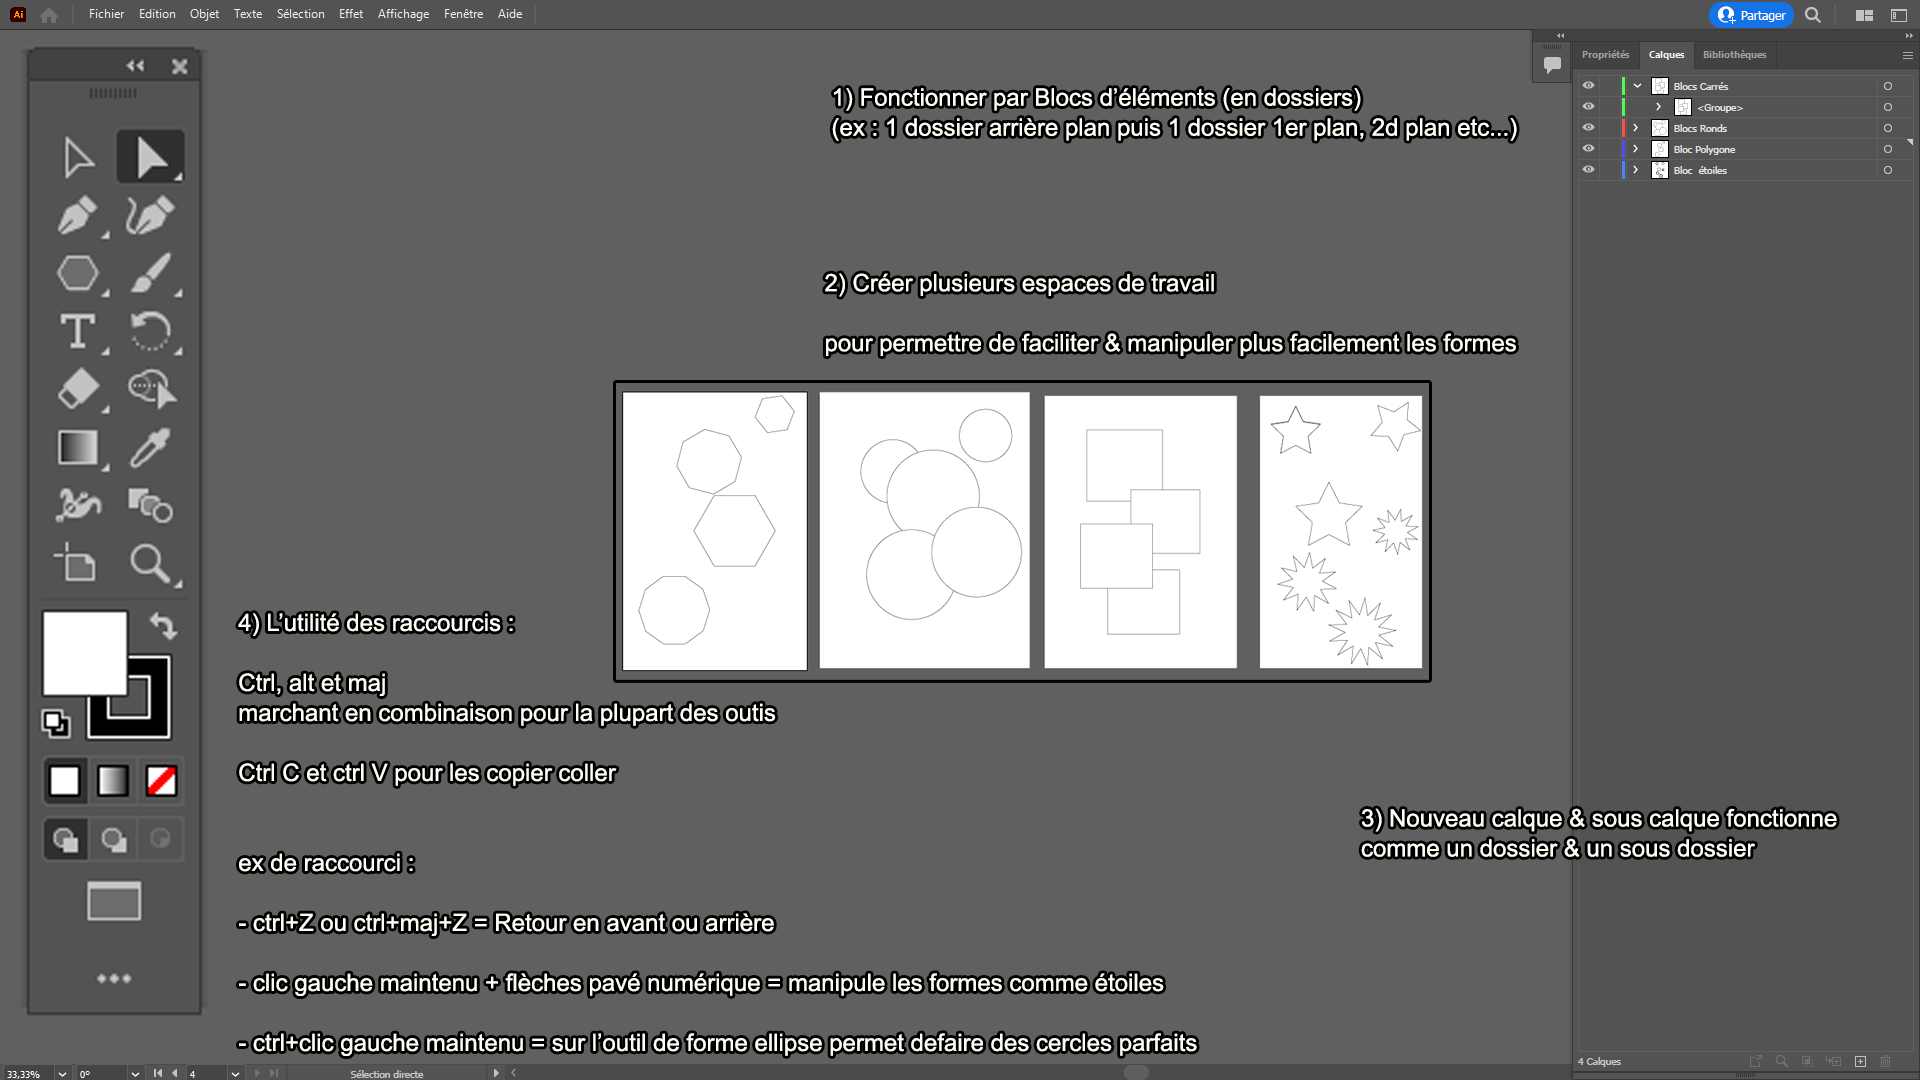 Ai
Fichier Edition Objet Texte Sélection Effet Affichage Fenêtre Aide
Partager
Propriétés Calques Bibliothèques
Blocs Carrés
<Groupe>
Blocs Ronds
Bloc Polygone
Bloc étoiles
1) Fonctionner par Blocs d’éléments (en dossiers)
(ex : 1 dossier arrière plan puis 1 dossier 1er plan, 2d plan etc...)
2) Créer plusieurs espaces de travail
pour permettre de faciliter & manipuler plus facilement les formes
4) L’utilité des raccourcis :
Ctrl, alt et maj
marchant en combinaison pour la plupart des outis
Ctrl C et ctrl V pour les copier coller
3) Nouveau calque & sous calque fonctionne
comme un dossier & un sous dossier
ex de raccourci :
- ctrl+Z ou ctrl+maj+Z = Retour en avant ou arrière
- clic gauche maintenu + flèches pavé numérique = manipule les formes comme étoiles
- ctrl+clic gauche maintenu = sur l’outil de forme ellipse permet defaire des cercles parfaits
4 Calques
33,33% 0° 4 Sélection directe